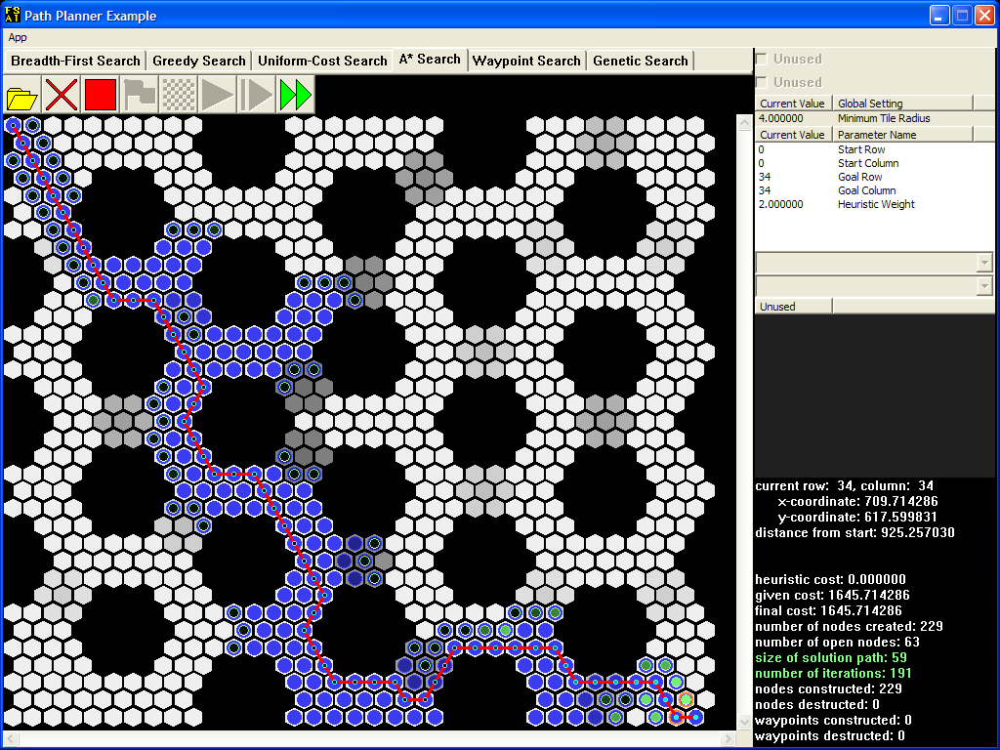 FS AI Path Planner Example
App
Breadth-First Search Greedy Search Uniform-Cost Search A* Search Waypoint Search Genetic Search
Unused
Unused
Current Value Global Setting
4.000000 Minimum Tile Radius
Current Value Parameter Name
0 Start Row
0 Start Column
34 Goal Row
34 Goal Column
2.000000 Heuristic Weight
Unused
current row: 34, column: 34
x-coordinate: 709.714286
y-coordinate: 617.599831
distance from start: 925.257030
heuristic cost: 0.000000
given cost: 1645.714286
final cost: 1645.714286
number of nodes created: 229
number of open nodes: 63
size of solution path: 59
number of iterations: 191
nodes constructed: 229
nodes destructed: 0
waypoints constructed: 0
waypoints destructed: 0